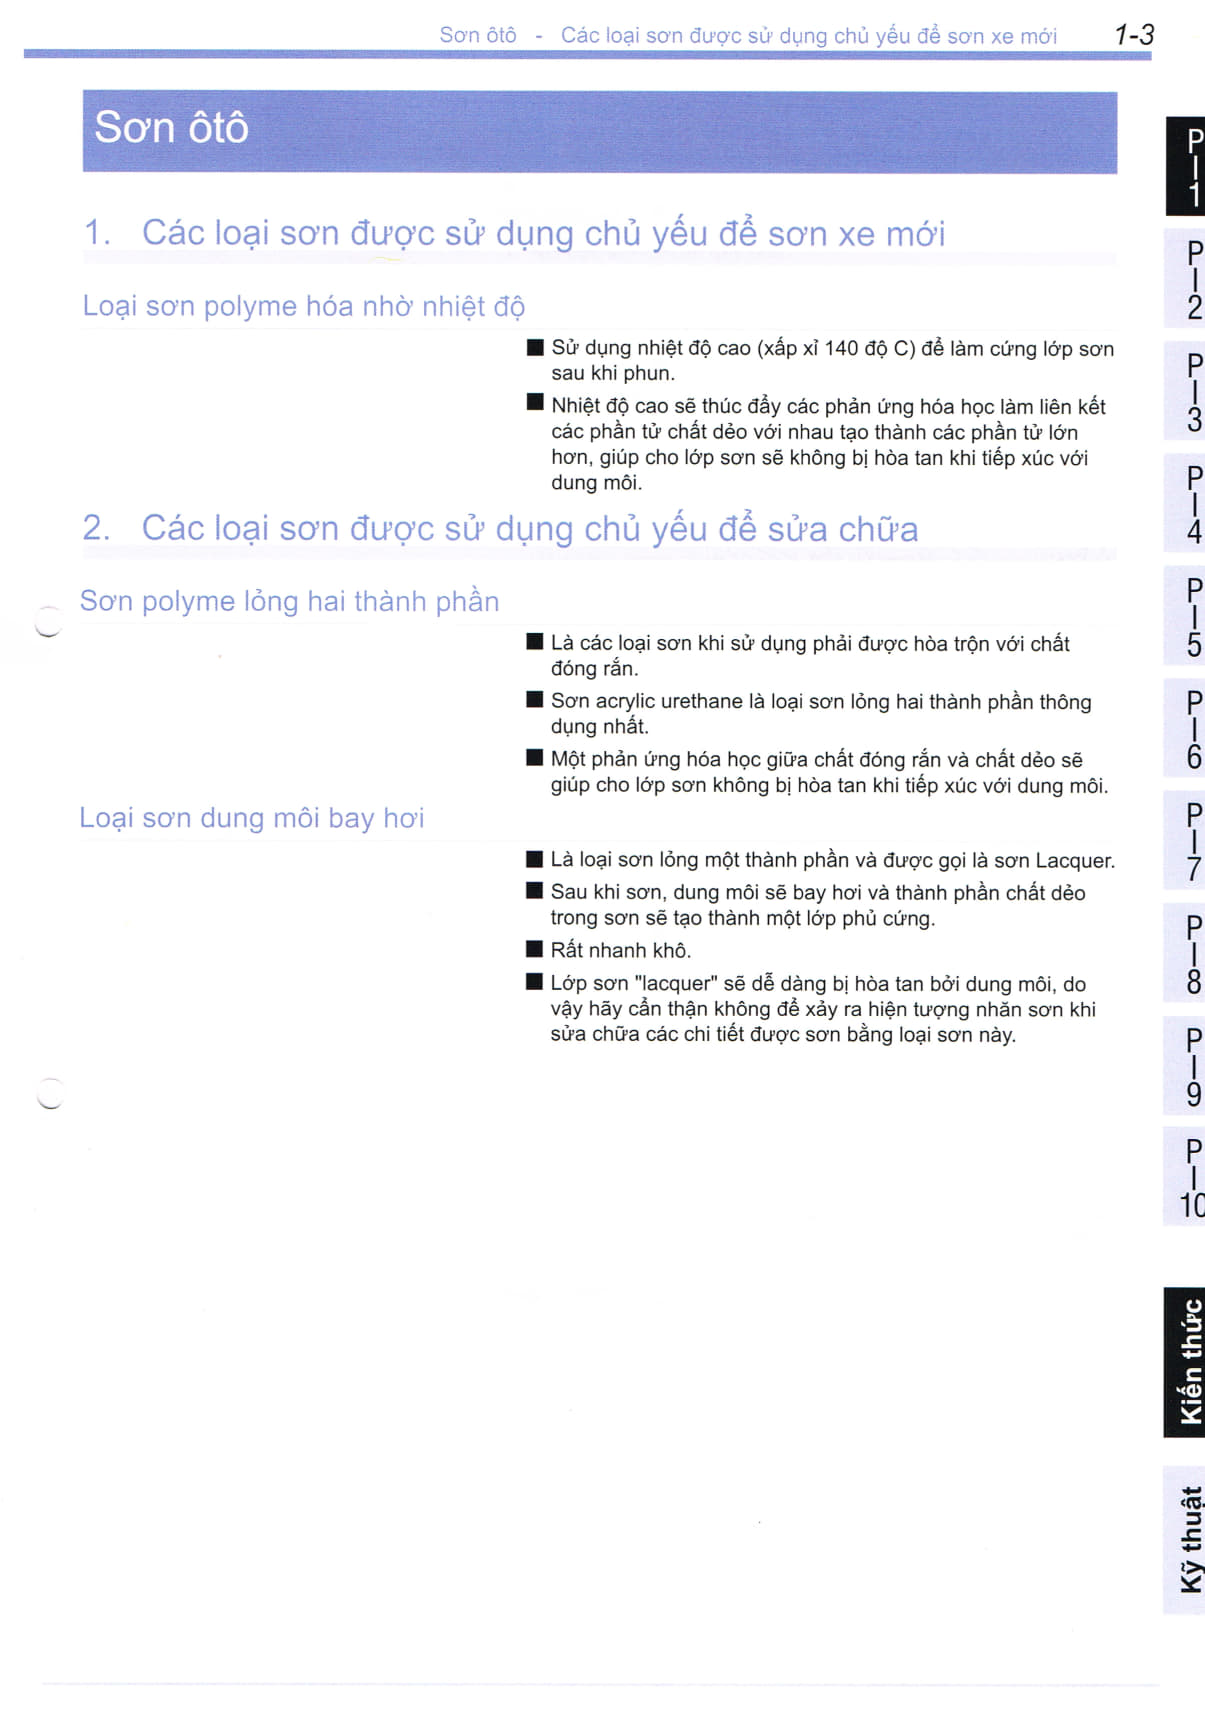 Sơn ôtô - Các loại sơn được sử dụng chủ yếu để sơn xe mới 1-3
Sơn ôtô
1. Các loại sơn được sử dụng chủ yếu để sơn xe mới
Loại sơn polyme hóa nhờ nhiệt độ
■ Sử dụng nhiệt độ cao (xấp xỉ 140 độ C) để làm cứng lớp sơn
sau khi phun.
■ Nhiệt độ cao sẽ thúc đẩy các phản ứng hóa học làm liên kết
các phần tử chất dẻo với nhau tạo thành các phần tử lớn
hơn, giúp cho lớp sơn sẽ không bị hòa tan khi tiếp xúc với
dung môi.
2. Các loại sơn được sử dụng chủ yếu để sửa chữa
Sơn polyme lỏng hai thành phần
■ Là các loại sơn khi sử dụng phải được hòa trộn với chất
đóng rắn.
■ Sơn acrylic urethane là loại sơn lỏng hai thành phần thông
dụng nhất.
■ Một phản ứng hóa học giữa chất đóng rắn và chất dẻo sẽ
giúp cho lớp sơn không bị hòa tan khi tiếp xúc với dung môi.
Loại sơn dung môi bay hơi
■ Là loại sơn lỏng một thành phần và được gọi là sơn Lacquer.
■ Sau khi sơn, dung môi sẽ bay hơi và thành phần chất dẻo
trong sơn sẽ tạo thành một lớp phủ cứng.
■ Rất nhanh khô.
■ Lớp sơn "lacquer" sẽ dễ dàng bị hòa tan bởi dung môi, do
vậy hãy cẩn thận không để xảy ra hiện tượng nhăn sơn khi
sửa chữa các chi tiết được sơn bằng loại sơn này.
P
|
1
P
|
2
P
|
3
P
|
4
P
|
5
P
|
6
P
|
7
P
|
8
P
|
9
P
|
10
Kiến thức
Kỹ thuật